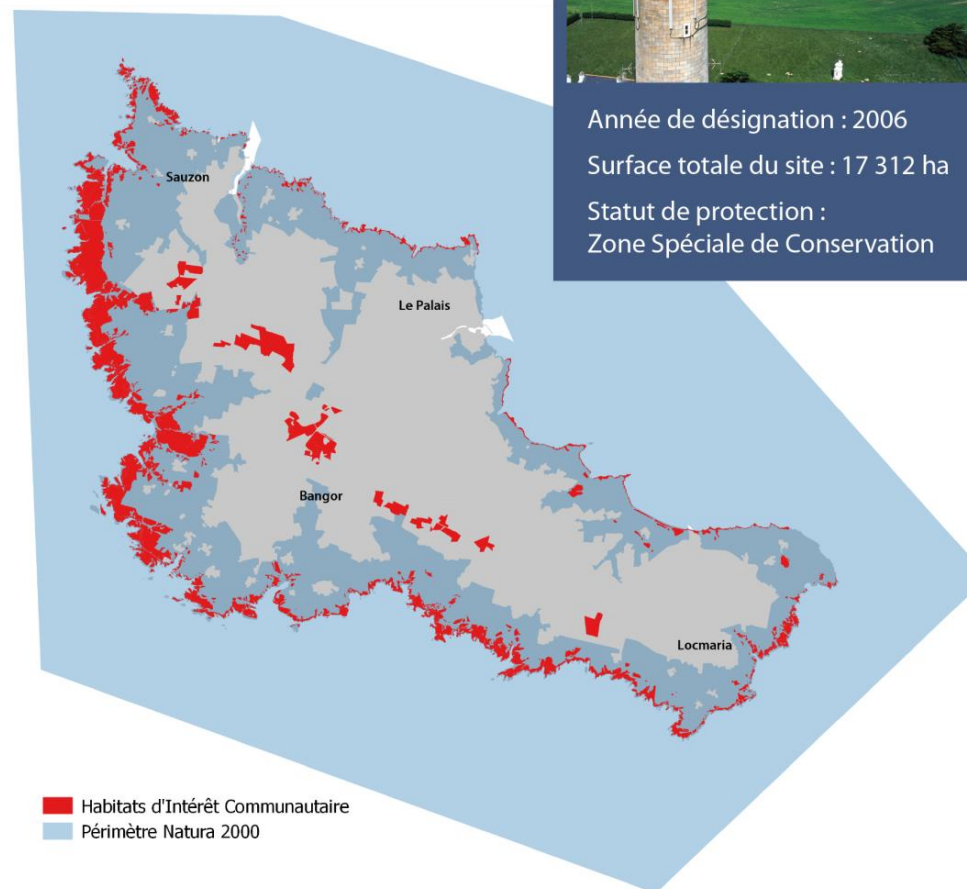 Année de désignation : 2006
Surface totale du site : 17 312 ha
Statut de protection :
Zone Spéciale de Conservation
Sauzon
Le Palais
Bangor
Locmaria
Habitats d'Intérêt Communautaire
Périmètre Natura 2000